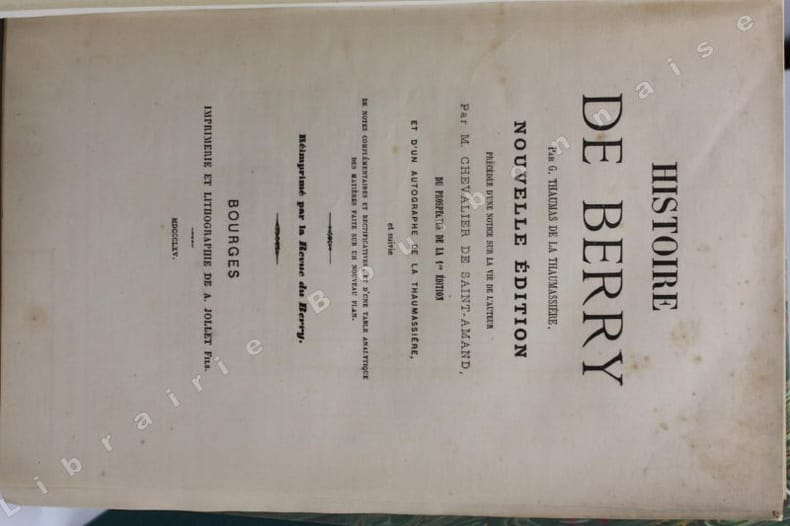 HISTOIRE
DE BERRY
PAR G. THAUMAS DE LA THAUMASSIÈRE.
NOUVELLE ÉDITION
PRÉCÉDÉE D'UNE NOTICE SUR LA VIE DE L'AUTEUR
Par M. CHEVALIER DE SAINT-AMAND,
DU PROSPECTUS DE LA 1re ÉDITION
ET D'UN AUTOGRAPHE DE LA THAUMASSIÈRE,
et suivie
DE NOTES COMPLÉMENTAIRES ET RECTIFICATIVES, ET D'UNE TABLE ANALYTIQUE
DES MATIÈRES FAITE SUR UN NOUVEAU PLAN.
Réimprimé par la Revue du Berry.
BOURGES
IMPRIMERIE ET LITHOGRAPHIE DE A. JOLLET FILS.
MDCCCLXV.
Librairie Bourbonnaise